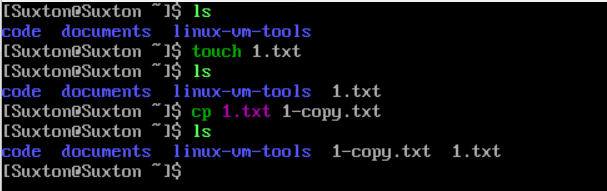 [Suxton@Suxton ~]$ ls
code  documents  linux-vm-tools
[Suxton@Suxton ~]$ touch 1.txt
[Suxton@Suxton ~]$ ls
code  documents  linux-vm-tools  1.txt
[Suxton@Suxton ~]$ cp 1.txt 1-copy.txt
[Suxton@Suxton ~]$ ls
code  documents  linux-vm-tools  1-copy.txt  1.txt
[Suxton@Suxton ~]$